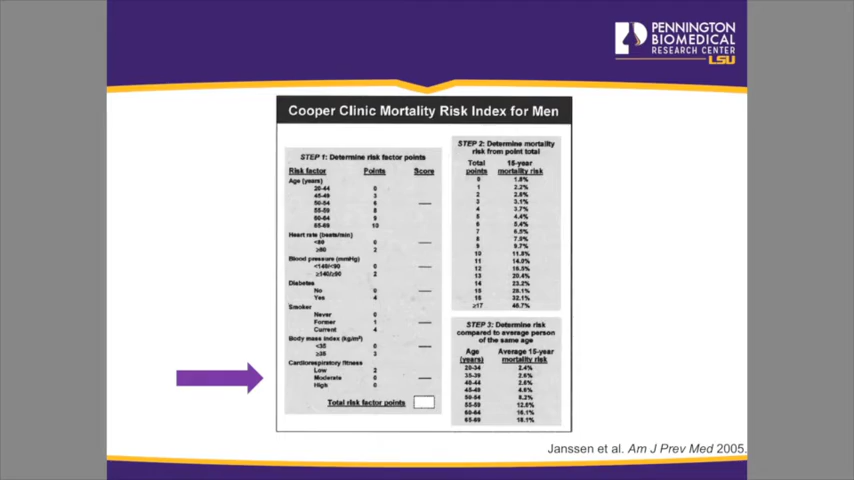 PENNINGTON
BIOMEDICAL
RESEARCH CENTER
LSU
Cooper Clinic Mortality Risk Index for Men
STEP 1: Determine risk factor points
Risk factor Points Score
Age (years)
20-44 0
45-49 3
50-54 6
55-59 8
60-64 9
65-69 10
Heart rate (beats/min)
<80 0
≥80 2
Blood pressure (mmHg)
<140/<90 0
≥140/≥90 2
Diabetes
No 0
Yes 4
Smoker
Never 0
Former 1
Current 4
Body mass index (kg/m²)
<35 0
≥35 3
Cardiorespiratory fitness
Low 2
Moderate 0
High 0
Total risk factor points
STEP 2: Determine mortality
risk from point total
Total 15-year
points mortality risk
0 1.8%
1 2.2%
2 2.6%
3 3.1%
4 3.7%
5 4.4%
6 5.4%
7 6.5%
8 7.9%
9 9.7%
10 11.8%
11 14.0%
12 16.5%
13 20.4%
14 23.2%
15 28.1%
16 32.1%
≥17 46.7%
STEP 3: Determine risk
compared to average person
of the same age
Age Average 15-year
(years) mortality risk
20-34 2.4%
35-39 2.6%
40-44 2.8%
45-49 4.8%
50-54 8.2%
55-59 12.6%
60-64 16.1%
65-69 18.1%
Janssen et al. Am J Prev Med 2005.